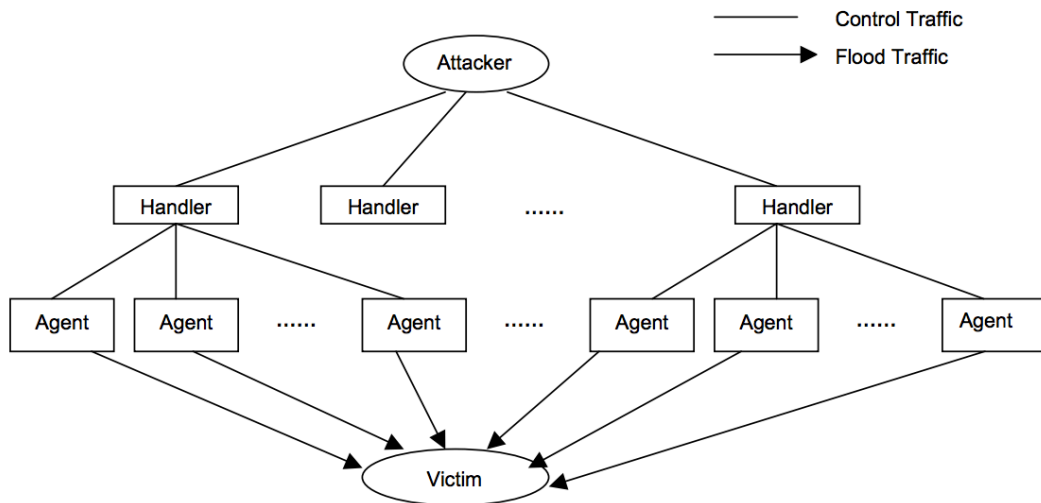 Control Traffic
Attacker
Flood Traffic
Handler
Handler
......
Handler
Agent
Agent
......
Agent
......
Agent
Agent
......
Agent
Victim